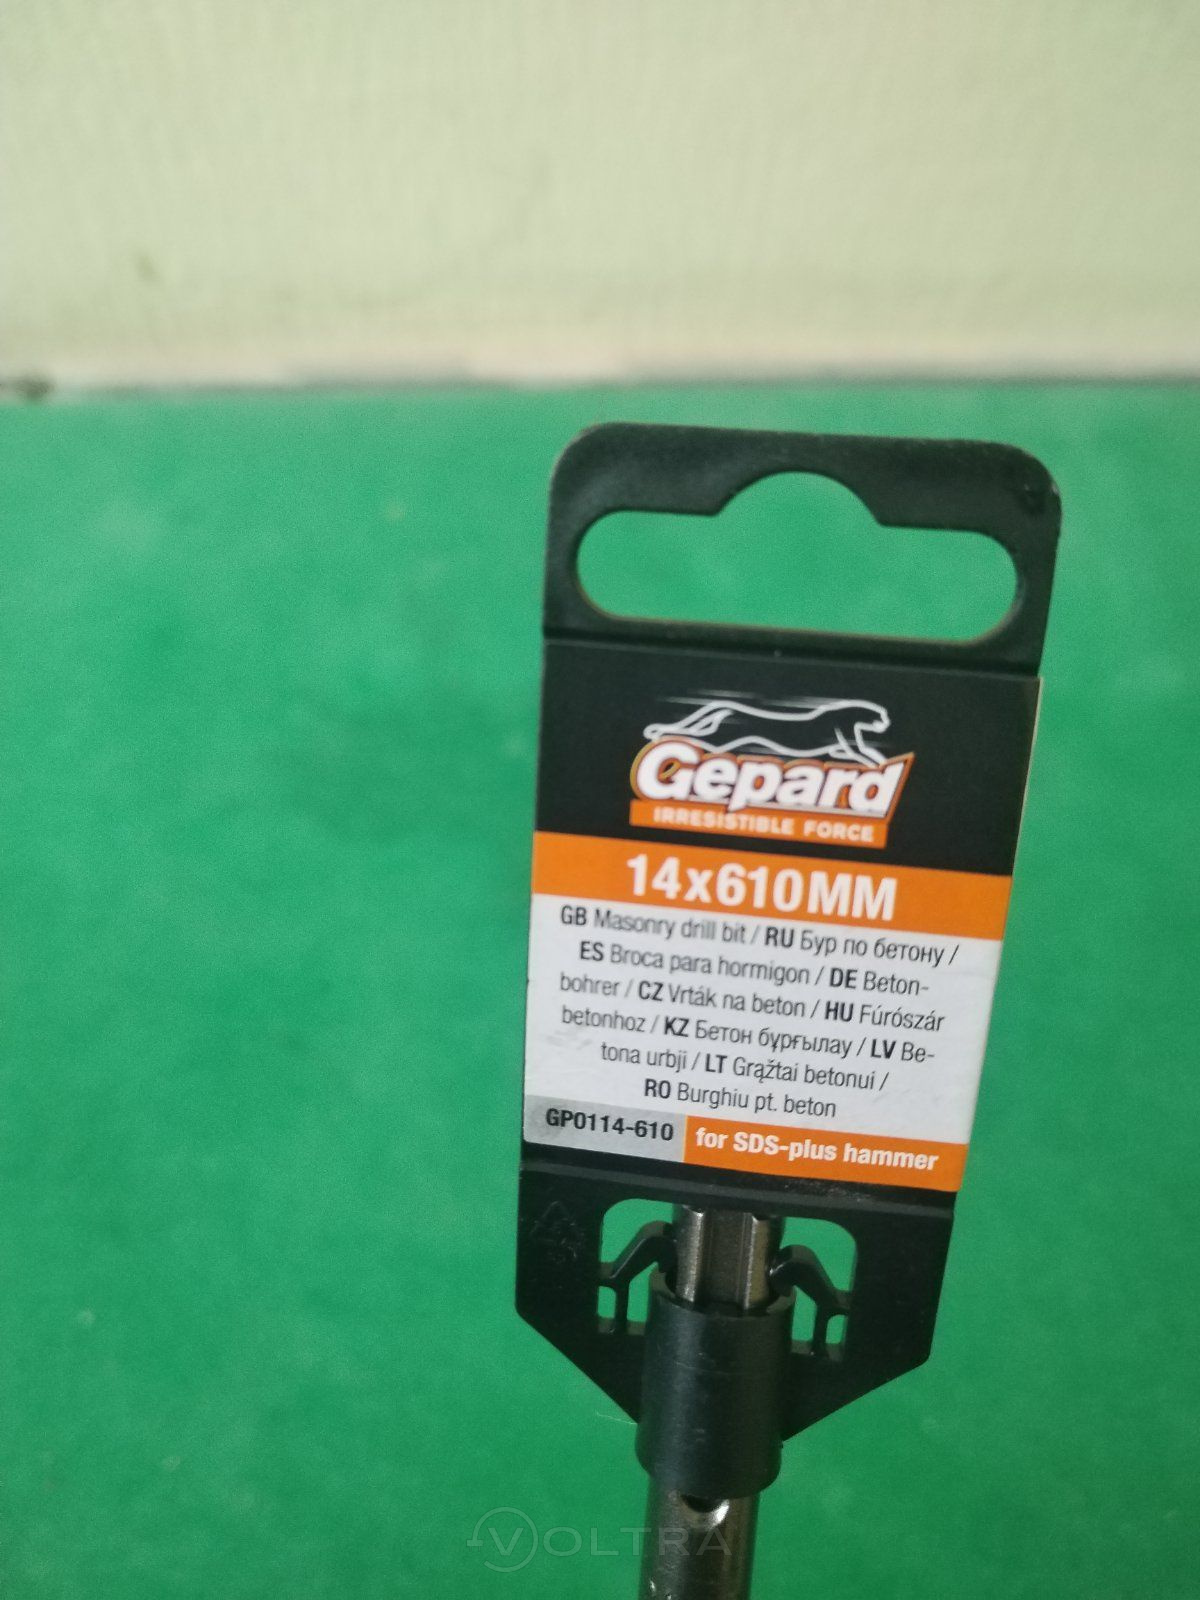 Gepard
IRRESISTIBLE FORCE
14x610MM
GB Masonry drill bit / RU Бур по бетону /
ES Broca para hormigon / DE Beton-
bohrer / CZ Vrták na beton / HU Fúrószár
betonhoz / KZ Бетон бұрғылау / LV Be-
tona urbji / LT Grąžtai betonui /
RO Burghiu pt. beton
GP0114-610 for SDS-plus hammer
VOLTRA